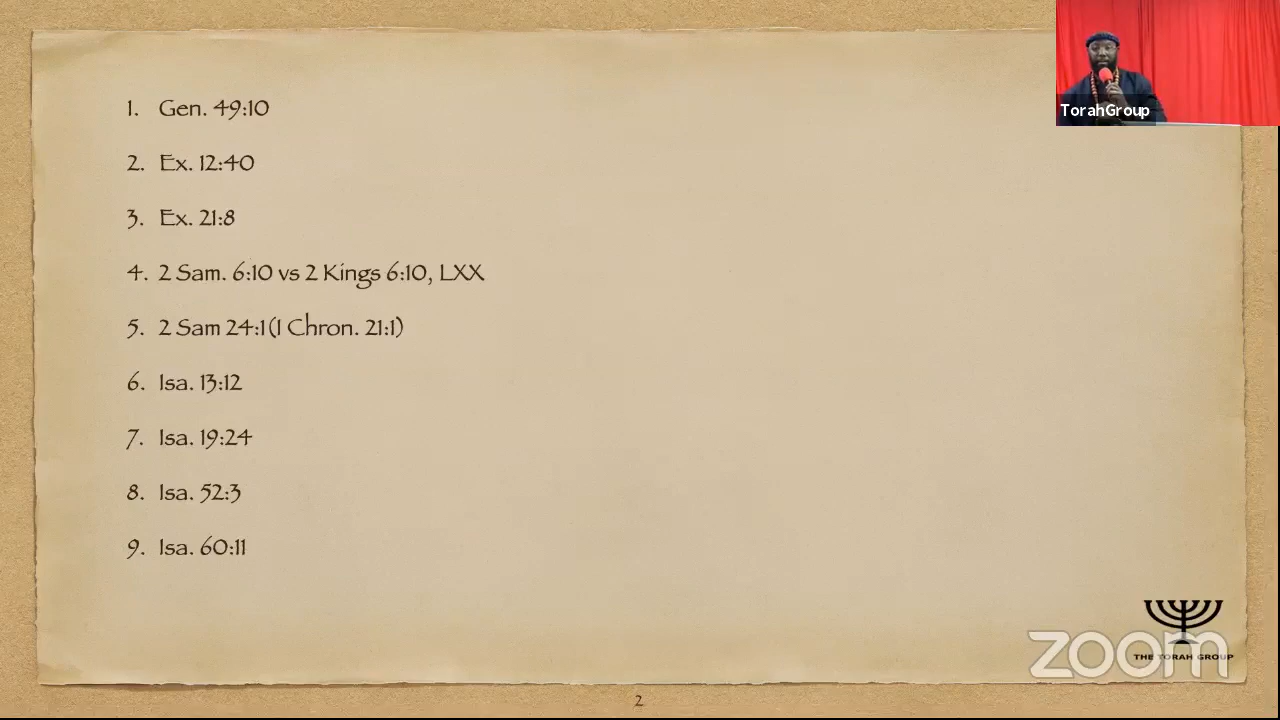 TorahGroup
1. Gen. 49:10
2. Ex. 12:40
3. Ex. 21:8
4. 2 Sam. 6:10 vs 2 Kings 6:10, LXX
5. 2 Sam 24:1(1 Chron. 21:1)
6. Isa. 13:12
7. Isa. 19:24
8. Isa. 52:3
9. Isa. 60:11
zoom
THE TORAH GROUP
2